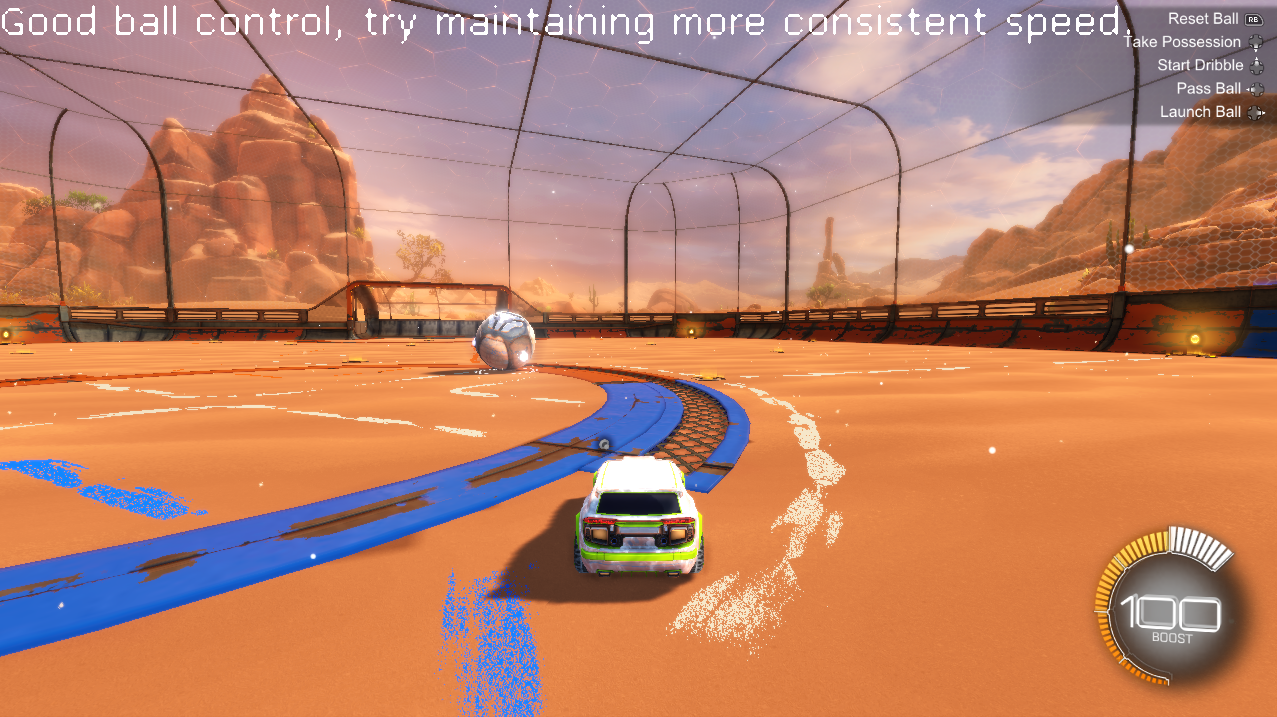 Good ball control, try maintaining more consistent speed,
Reset Ball RB
Take Possession
Start Dribble
Pass Ball
Launch Ball
100
BOOST